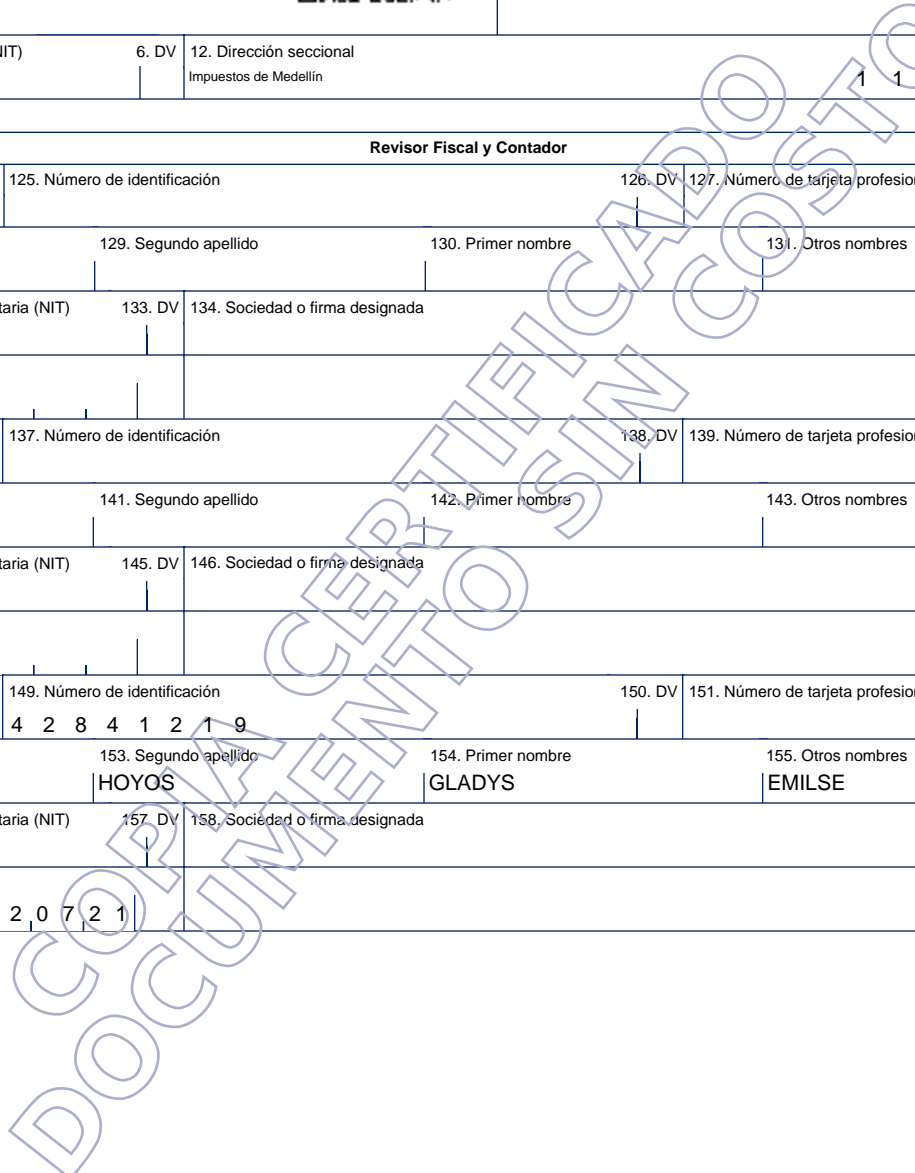 IT) 6. DV 12. Dirección seccional
Impuestos de Medellín 1 1
Revisor Fiscal y Contador
125. Número de identificación 126. DV 127. Número de tarjeta profesio
129. Segundo apellido 130. Primer nombre 131. Otros nombres
taria (NIT) 133. DV 134. Sociedad o firma designada
137. Número de identificación 138. DV 139. Número de tarjeta profesio
141. Segundo apellido 142. Primer nombre 143. Otros nombres
taria (NIT) 145. DV 146. Sociedad o firma designada
149. Número de identificación 150. DV 151. Número de tarjeta profesio
4 2 8 4 1 2 1 9
153. Segundo apellido 154. Primer nombre 155. Otros nombres
HOYOS GLADYS EMILSE
taria (NIT) 157. DV 158. Sociedad o firma designada
2 0 7 2 1
COPIA CERTIFICADO
DOCUMENTO SIN COSTO